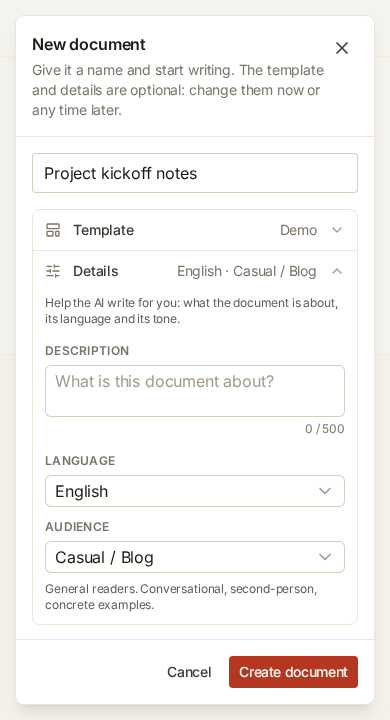 New document
Give it a name and start writing. The template
and details are optional: change them now or
any time later.
Project kickoff notes
Template Demo
Details English · Casual / Blog
Help the AI write for you: what the document is about,
its language and its tone.
DESCRIPTION
What is this document about?
0 / 500
LANGUAGE
English
AUDIENCE
Casual / Blog
General readers. Conversational, second-person,
concrete examples.
Cancel Create document